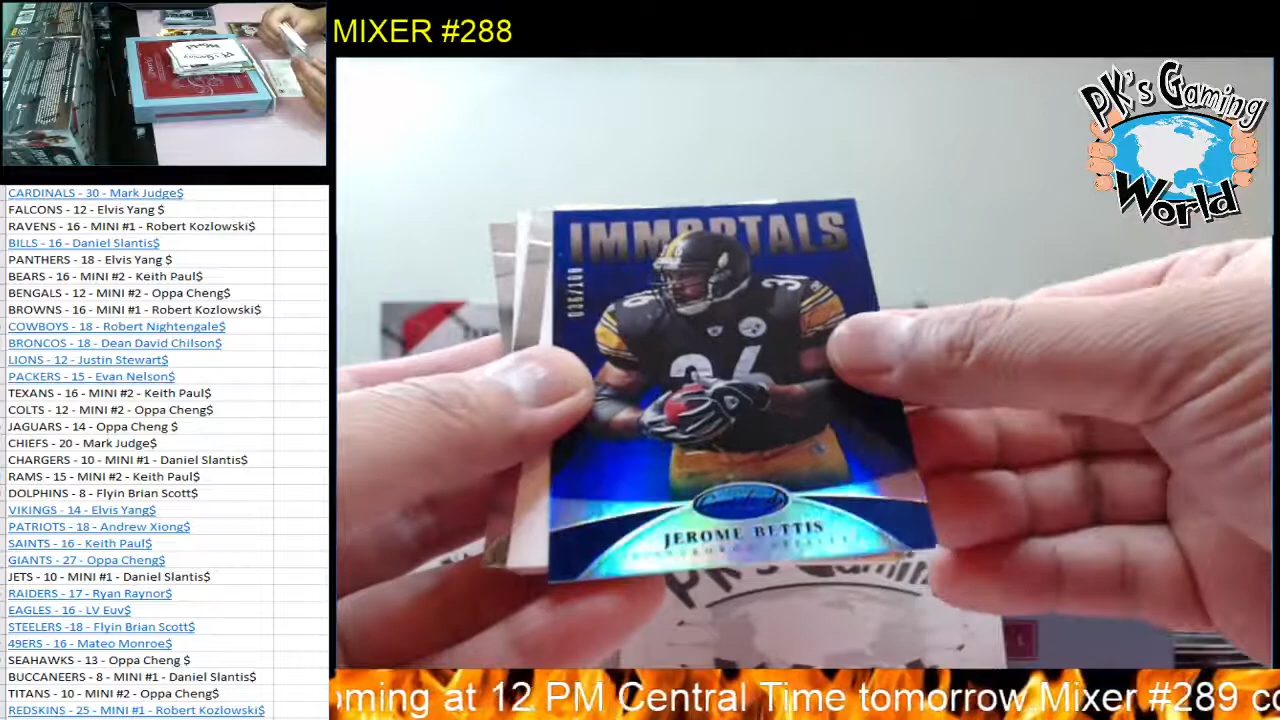 MIXER #288
PK's Gaming
World
CARDINALS - 30 - Mark Judge$
FALCONS - 12 - Elvis Yang $
RAVENS - 16 - MINI #1 - Robert Kozlowski$
BILLS - 16 - Daniel Slantis$
PANTHERS - 18 - Elvis Yang $
BEARS - 16 - MINI #2 - Keith Paul$
BENGALS - 12 - MINI #2 - Oppa Cheng$
BROWNS - 16 - MINI #1 - Robert Kozlowski$
COWBOYS - 18 - Robert Nightengale$
BRONCOS - 18 - Dean David Chilson$
LIONS - 12 - Justin Stewart$
PACKERS - 15 - Evan Nelson$
TEXANS - 16 - MINI #2 - Keith Paul$
COLTS - 12 - MINI #2 - Oppa Cheng$
JAGUARS - 14 - Oppa Cheng $
CHIEFS - 20 - Mark Judge$
CHARGERS - 10 - MINI #1 - Daniel Slantis$
RAMS - 15 - MINI #2 - Keith Paul$
DOLPHINS - 8 - Flyin Brian Scott$
VIKINGS - 14 - Elvis Yang$
PATRIOTS - 18 - Andrew Xiong$
SAINTS - 16 - Keith Paul$
GIANTS - 27 - Oppa Cheng$
JETS - 10 - MINI #1 - Daniel Slantis$
RAIDERS - 17 - Ryan Raynor$
EAGLES - 16 - LV Euv$
STEELERS -18 - Flyin Brian Scott$
49ERS - 16 - Mateo Monroe$
SEAHAWKS - 13 - Oppa Cheng $
BUCCANEERS - 8 - MINI #1 - Daniel Slantis$
TITANS - 10 - MINI #2 - Oppa Cheng$
REDSKINS - 25 - MINI #1 - Robert Kozlowski$
IMMORTALS
036/100
36
36
36
JEROME BETTIS
PK's Gaming
oming at 12 PM Central Time tomorrow Mixer #289 co